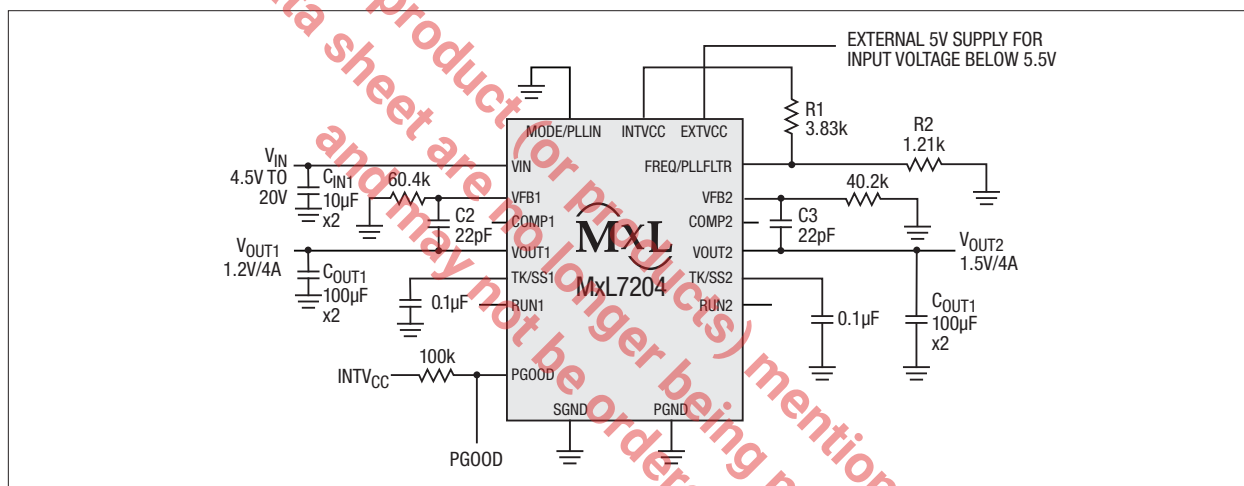 EXTERNAL 5V SUPPLY FOR
INPUT VOLTAGE BELOW 5.5V
R1
3.83k
R2
1.21k
MODE/PLLIN INTVCC EXTVCC
VIN
4.5V TO
20V
CIN1
10µF
x2
60.4k
VIN
FREQ/PLLFLTR
VFB1
VFB2
40.2k
C2
22pF
COMP1
COMP2
C3
22pF
MXL
MxL7204
VOUT1
1.2V/4A
VOUT1
VOUT2
VOUT2
1.5V/4A
COUT1
100µF
x2
0.1µF
TK/SS1
TK/SS2
RUN1
RUN2
0.1µF
COUT1
100µF
x2
100k
INTVCC
PGOOD
SGND PGND
PGOOD
product (or products) mention
ta sheet are no longer being
and may not be order